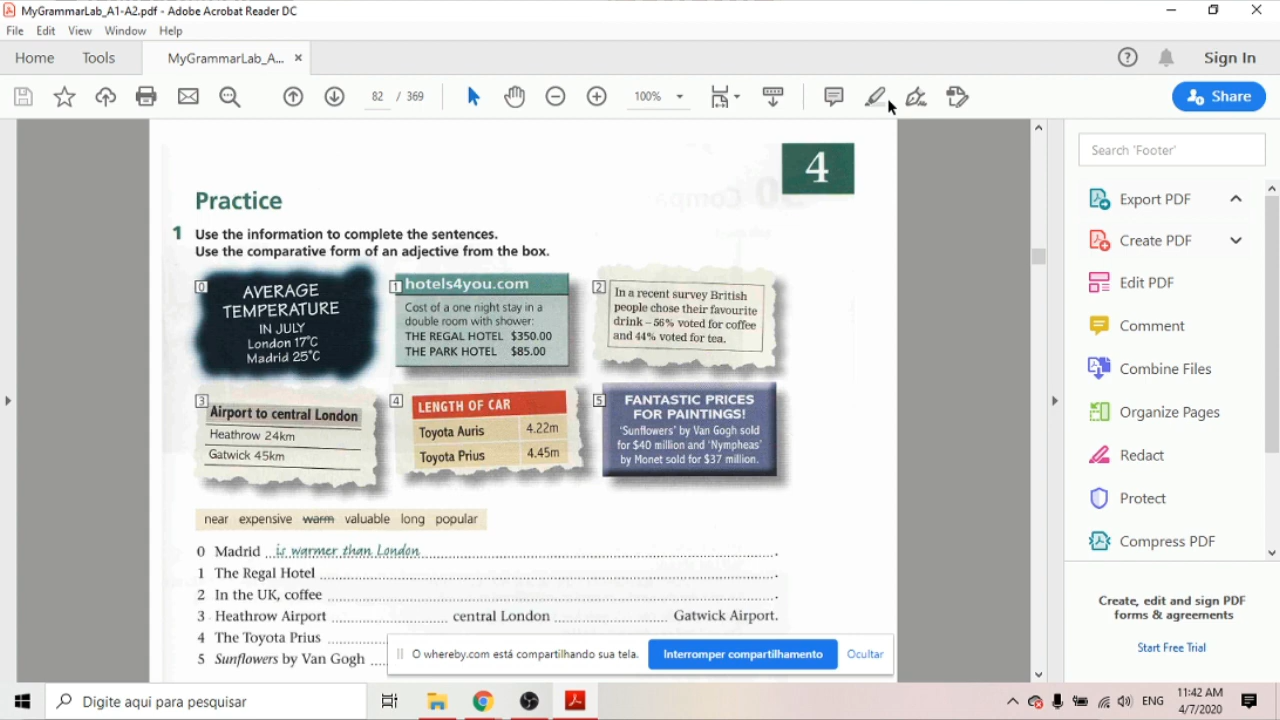 MyGrammarLab_A1-A2.pdf - Adobe Acrobat Reader DC
File Edit View Window Help
Home Tools MyGrammarLab_A... ×
Sign In
82 / 369
100%
Share
4
Practice
1 Use the information to complete the sentences.
Use the comparative form of an adjective from the box.
0
AVERAGE
TEMPERATURE
IN JULY
London 17°C
Madrid 25°C
1
hotels4you.com
Cost of a one night stay in a
double room with shower:
THE REGAL HOTEL $350.00
THE PARK HOTEL $85.00
2
In a recent survey British
people chose their favourite
drink – 56% voted for coffee
and 44% voted for tea.
3
Airport to central London
Heathrow 24km
Gatwick 45km
4
LENGTH OF CAR
Toyota Auris 4.22m
Toyota Prius 4.45m
5
FANTASTIC PRICES
FOR PAINTINGS!
'Sunflowers' by Van Gogh sold
for $40 million and 'Nympheas'
by Monet sold for $37 million.
near expensive warm valuable long popular
0 Madrid is warmer than London .
1 The Regal Hotel .
2 In the UK, coffee .
3 Heathrow Airport central London Gatwick Airport.
4 The Toyota Prius
5 Sunflowers by Van Gogh
O whereby.com está compartilhando sua tela. Interromper compartilhamento Ocultar
Search 'Footer'
Export PDF
Create PDF
Edit PDF
Comment
Combine Files
Organize Pages
Redact
Protect
Compress PDF
Create, edit and sign PDF
forms & agreements
Start Free Trial
Digite aqui para pesquisar
ENG
11:42 AM
4/7/2020